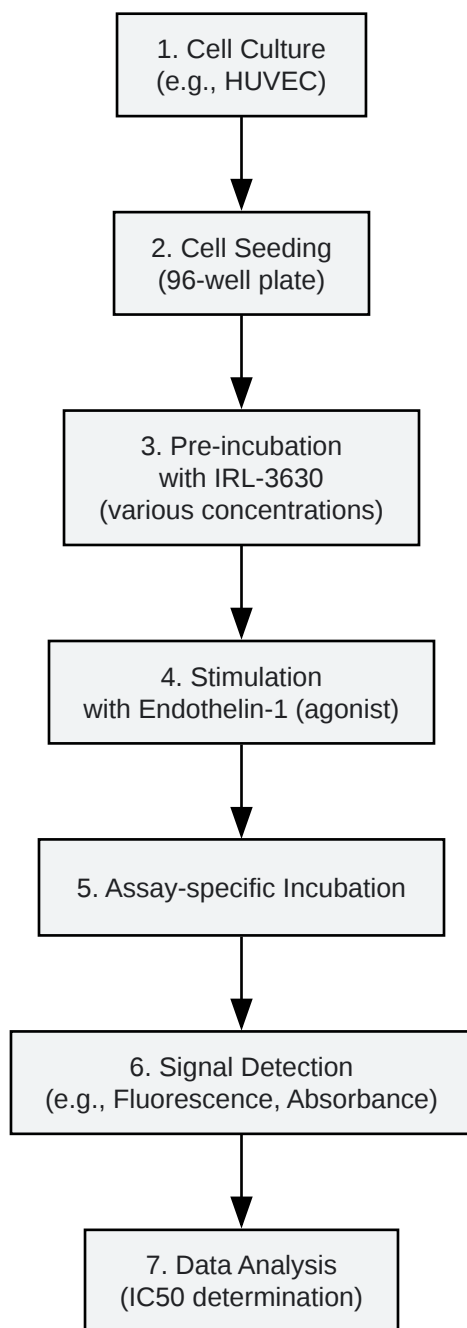 1. Cell Culture
(e.g., HUVEC)
2. Cell Seeding
(96-well plate)
3. Pre-incubation
with IRL-3630
(various concentrations)
4. Stimulation
with Endothelin-1 (agonist)
5. Assay-specific Incubation
6. Signal Detection
(e.g., Fluorescence, Absorbance)
7. Data Analysis
(IC50 determination)